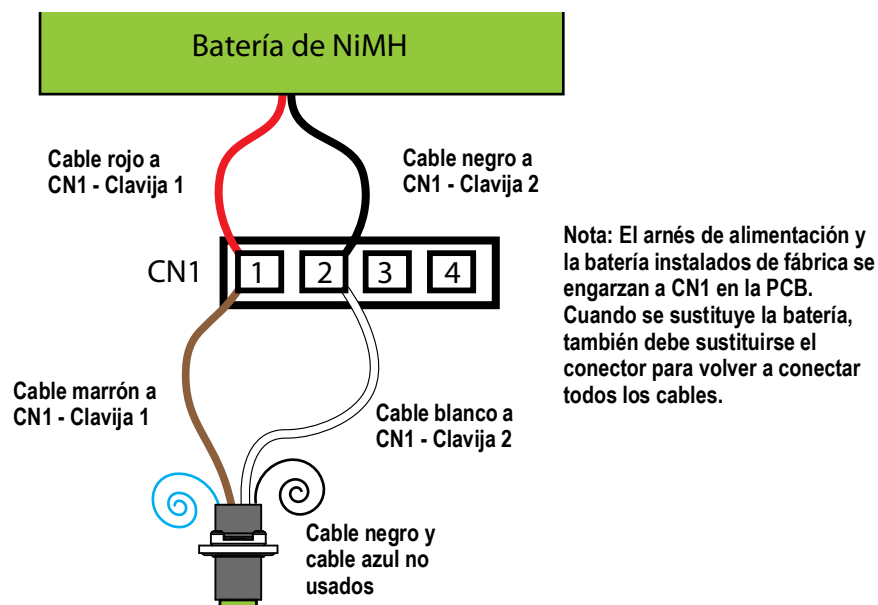 Batería de NiMH
Cable rojo a
CN1 - Clavija 1
Cable negro a
CN1 - Clavija 2
CN1
1 2 3 4
Nota: El arnés de alimentación y
la batería instalados de fábrica se
engarzan a CN1 en la PCB.
Cuando se sustituye la batería,
también debe sustituirse el
conector para volver a conectar
todos los cables.
Cable marrón a
CN1 - Clavija 1
Cable blanco a
CN1 - Clavija 2
Cable negro y
cable azul no
usados